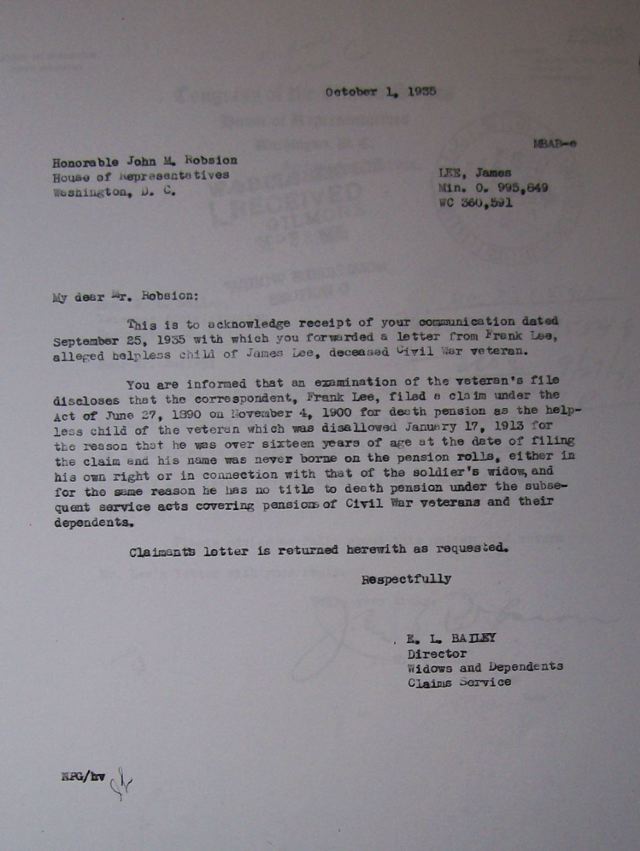 October 1, 1935
MBAB-e
Honorable John M. Robsion
House of Representatives
Washington, D. C.
LEE, James
Min. O. 995,649
WC 360,591
My dear Mr. Robsion:
This is to acknowledge receipt of your communication dated
September 25, 1935 with which you forwarded a letter from Frank Lee,
alleged helpless child of James Lee, deceased Civil War veteran.
You are informed that an examination of the veteran's file
discloses that the correspondent, Frank Lee, filed a claim under the
Act of June 27, 1890 on November 4, 1900 for death pension as the help-
less child of the veteran which was disallowed January 17, 1913 for
the reason that he was over sixteen years of age at the date of filing
the claim and his name was never borne on the pension rolls, either in
his own right or in connection with that of the soldier's widow, and
for the same reason he has no title to death pension under the subse-
quent service acts covering pensions of Civil War veterans and their
dependents.
Claimants letter is returned herewith as requested.
Respectfully
E. L. BAILEY
Director
Widows and Dependents
Claims Service
KPG/hv